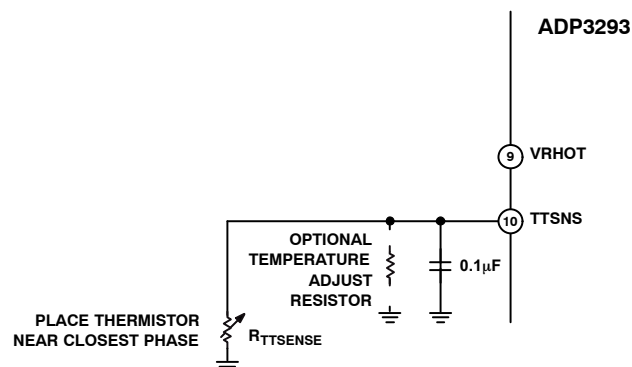 ADP3293
9 VRHOT
10 TTSNS
OPTIONAL
TEMPERATURE
ADJUST
RESISTOR
0.1μF
PLACE THERMISTOR
NEAR CLOSEST PHASE
RTTSENSE